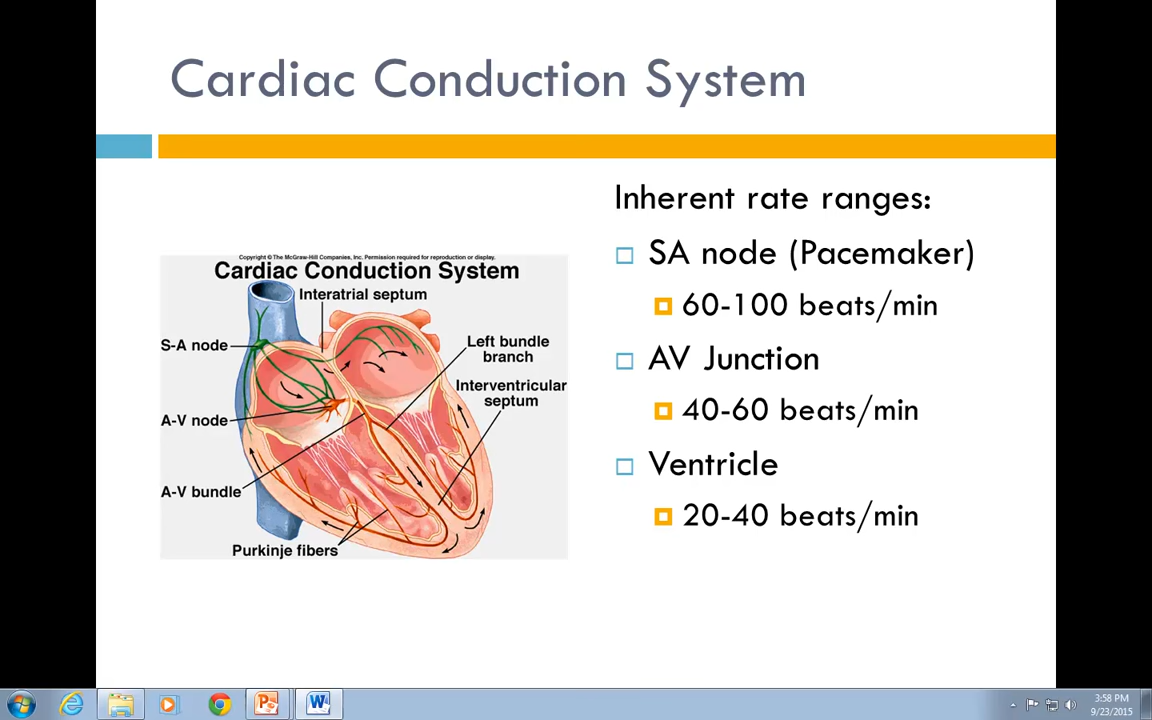 Cardiac Conduction System
Inherent rate ranges:
SA node (Pacemaker)
60-100 beats/min
AV Junction
40-60 beats/min
Ventricle
20-40 beats/min
Copyright © The McGraw-Hill Companies, Inc. Permission required for reproduction or display.
Cardiac Conduction System
Interatrial septum
S-A node
Left bundle
branch
Interventricular
septum
A-V node
A-V bundle
Purkinje fibers
3:58 PM
9/23/2015